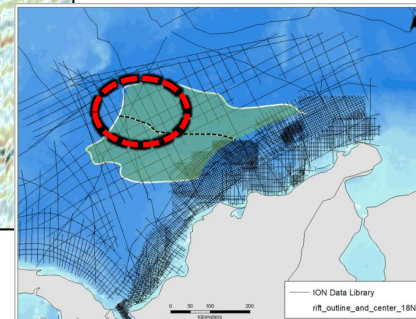 ION Data Library
rift_outline_and_center_18N
0 50 100 200
Kilometers